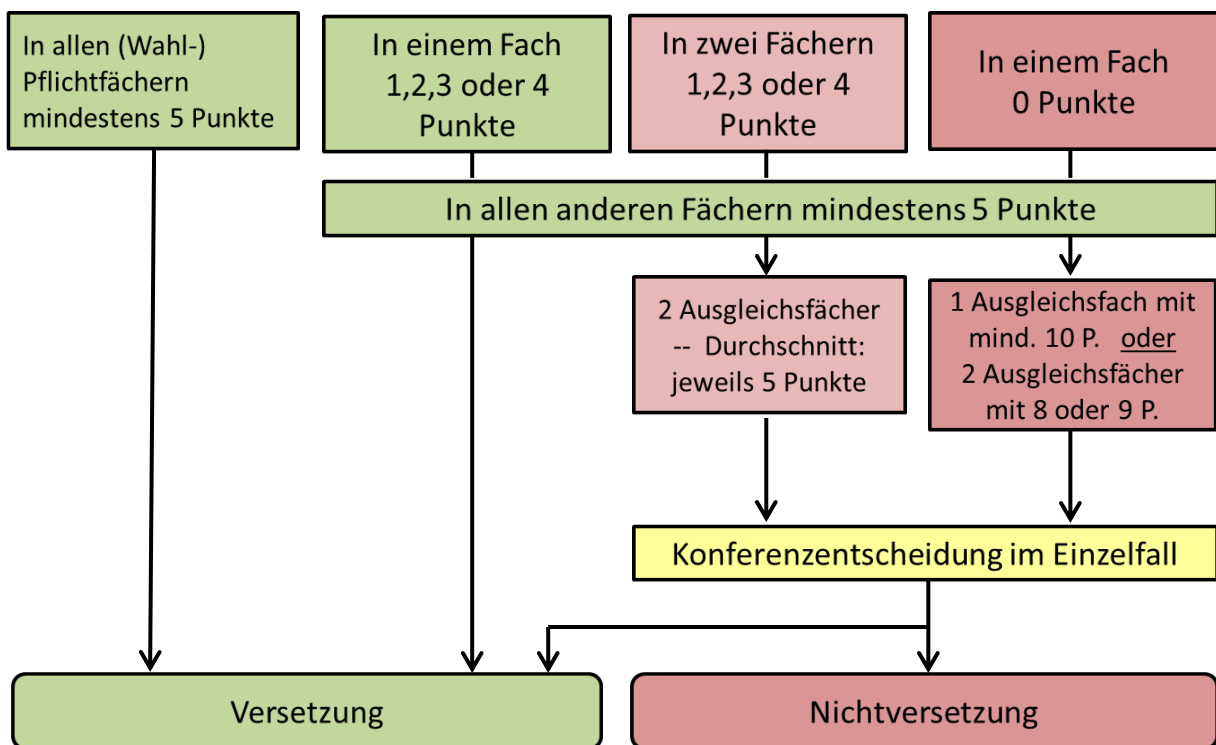 In allen (Wahl-)
Pflichtfächern
mindestens 5 Punkte
In einem Fach
1,2,3 oder 4
Punkte
In zwei Fächern
1,2,3 oder 4
Punkte
In einem Fach
0 Punkte
In allen anderen Fächern mindestens 5 Punkte
2 Ausgleichsfächer
-- Durchschnitt:
jeweils 5 Punkte
1 Ausgleichsfach mit
mind. 10 P. oder
2 Ausgleichsfächer
mit 8 oder 9 P.
Konferenzentscheidung im Einzelfall
Versetzung
Nichtversetzung